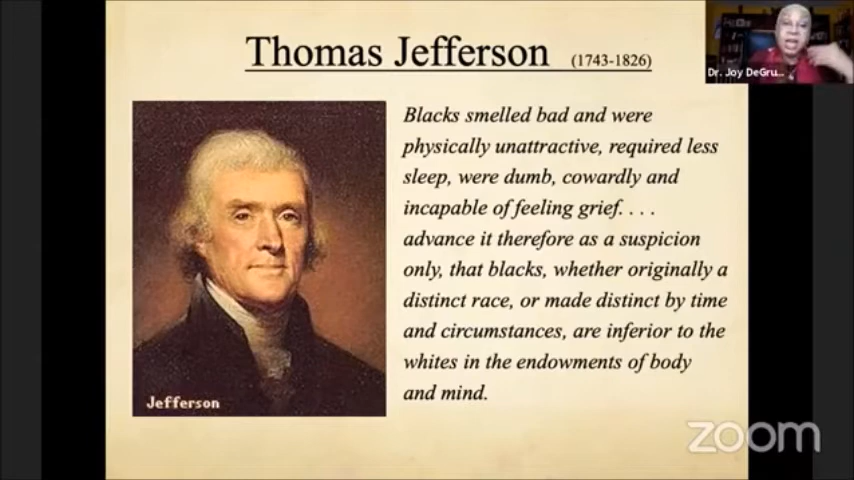 Thomas Jefferson (1743-1826)
Dr. Joy DeGru...
Blacks smelled bad and were
physically unattractive, required less
sleep, were dumb, cowardly and
incapable of feeling grief. . . .
advance it therefore as a suspicion
only, that blacks, whether originally a
distinct race, or made distinct by time
and circumstances, are inferior to the
whites in the endowments of body
and mind.
Jefferson
zoom